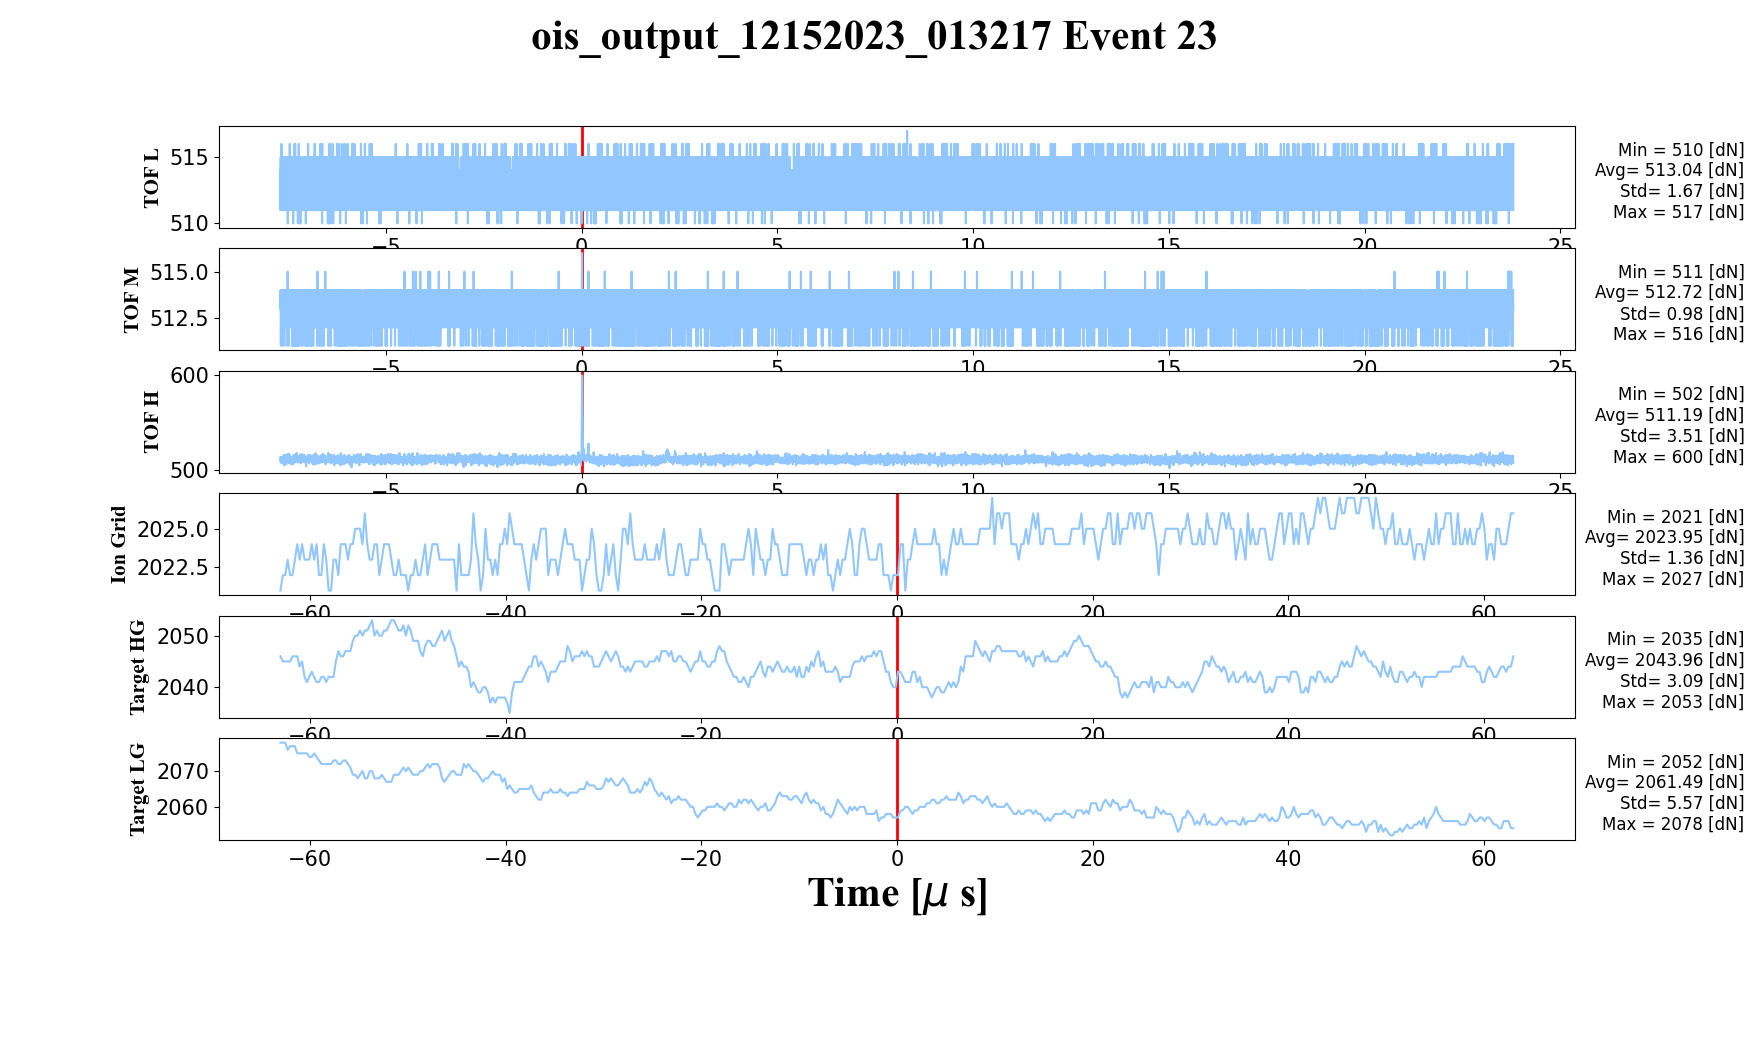 ois_output_12152023_013217 Event 23
TOF L
515
510
Min = 510 [dN]
Avg= 513.04 [dN]
Std= 1.67 [dN]
Max = 517 [dN]
−5 0 5 10 15 20 25
TOF M
515.0
512.5
Min = 511 [dN]
Avg= 512.72 [dN]
Std= 0.98 [dN]
Max = 516 [dN]
−5 0 5 10 15 20 25
TOF H
600
500
Min = 502 [dN]
Avg= 511.19 [dN]
Std= 3.51 [dN]
Max = 600 [dN]
−5 0 5 10 15 20 25
Ion Grid
2025.0
2022.5
Min = 2021 [dN]
Avg= 2023.95 [dN]
Std= 1.36 [dN]
Max = 2027 [dN]
−60 −40 −20 0 20 40 60
Target HG
2050
2040
Min = 2035 [dN]
Avg= 2043.96 [dN]
Std= 3.09 [dN]
Max = 2053 [dN]
−60 −40 −20 0 20 40 60
Target LG
2070
2060
Min = 2052 [dN]
Avg= 2061.49 [dN]
Std= 5.57 [dN]
Max = 2078 [dN]
−60 −40 −20 0 20 40 60
Time [μ s]